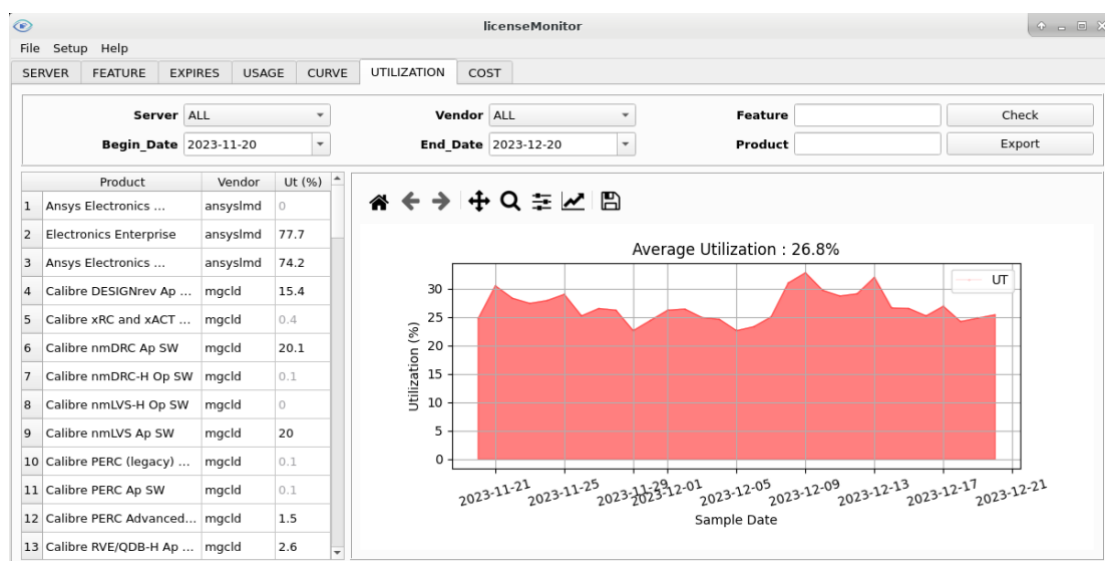 licenseMonitor
File Setup Help
SERVER FEATURE EXPIRES USAGE CURVE UTILIZATION COST
Server ALL Vendor ALL Feature Check
Begin_Date 2023-11-20 End_Date 2023-12-20 Product Export
Product Vendor Ut (%)
1 Ansys Electronics ... ansyslmd 0
2 Electronics Enterprise ansyslmd 77.7
3 Ansys Electronics ... ansyslmd 74.2
4 Calibre DESIGNrev Ap ... mgcld 15.4
5 Calibre xRC and xACT ... mgcld 0.4
6 Calibre nmDRC Ap SW mgcld 20.1
7 Calibre nmDRC-H Op SW mgcld 0.1
8 Calibre nmLVS-H Op SW mgcld 0
9 Calibre nmLVS Ap SW mgcld 20
10 Calibre PERC (legacy) ... mgcld 0.1
11 Calibre PERC Ap SW mgcld 0.1
12 Calibre PERC Advanced... mgcld 1.5
13 Calibre RVE/QDB-H Ap ... mgcld 2.6
Average Utilization : 26.8%
UT
Utilization (%)
30
25
20
15
10
5
0
2023-11-21 2023-11-25 2023-11-29 2023-12-01 2023-12-05 2023-12-09 2023-12-13 2023-12-17 2023-12-21
Sample Date